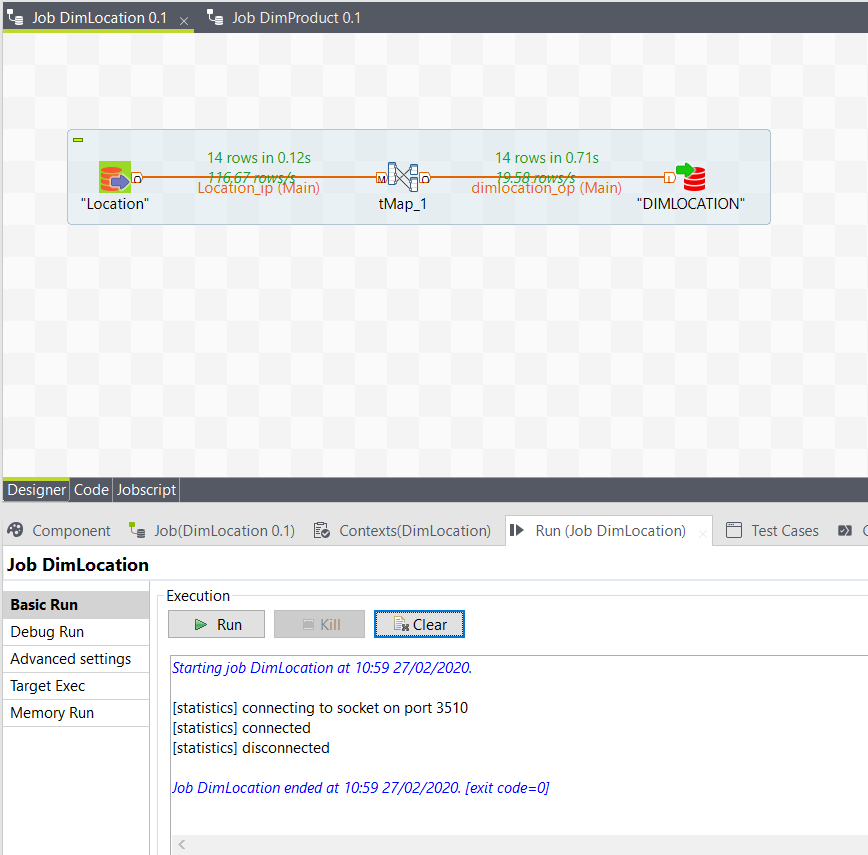 Job DimLocation 0.1 Job DimProduct 0.1
14 rows in 0.12s 14 rows in 0.71s
116.67 rows/s 19.58 rows/s
Location_ip (Main) dimlocation_op (Main)
"Location" tMap_1 "DIMLOCATION"
Designer Code Jobscript
Component Job(DimLocation 0.1) Contexts(DimLocation) Run (Job DimLocation) Test Cases
Job DimLocation
Basic Run
Debug Run
Advanced settings
Target Exec
Memory Run
Execution
Run Kill Clear
Starting job DimLocation at 10:59 27/02/2020.
[statistics] connecting to socket on port 3510
[statistics] connected
[statistics] disconnected
Job DimLocation ended at 10:59 27/02/2020. [exit code=0]